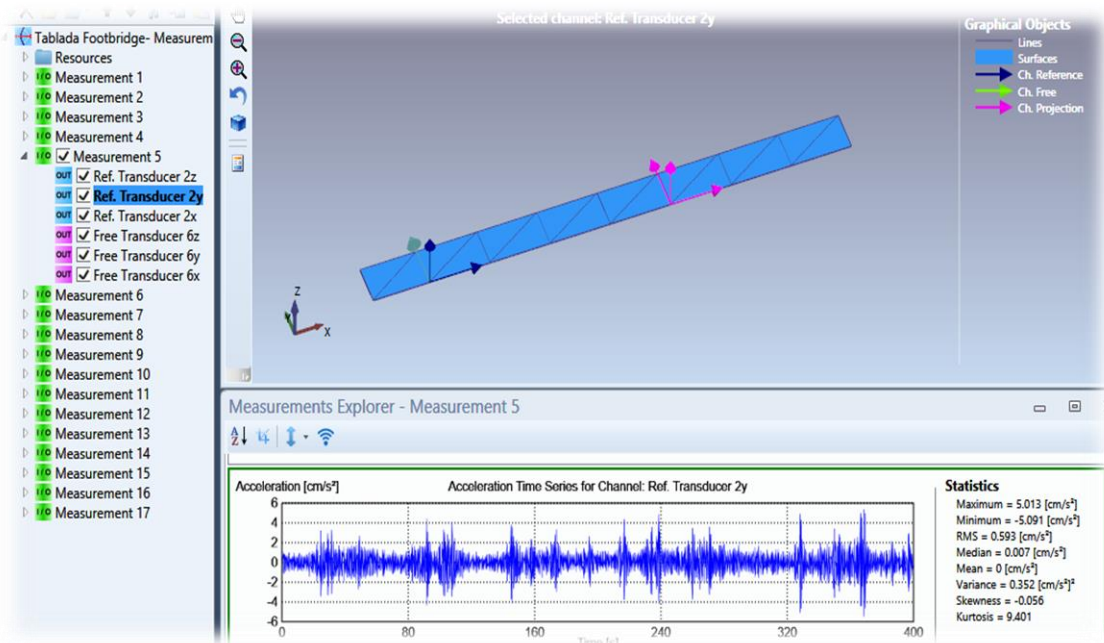 Tablada Footbridge- Measurem
Resources
Measurement 1
Measurement 2
Measurement 3
Measurement 4
Measurement 5
OUT Ref. Transducer 2z
OUT Ref. Transducer 2y
OUT Ref. Transducer 2x
OUT Free Transducer 6z
OUT Free Transducer 6y
OUT Free Transducer 6x
I/O Measurement 6
I/O Measurement 7
I/O Measurement 8
I/O Measurement 9
I/O Measurement 10
I/O Measurement 11
I/O Measurement 12
I/O Measurement 13
I/O Measurement 14
I/O Measurement 15
I/O Measurement 16
I/O Measurement 17
Selected channel: Ref. Transducer 2y
Graphical Objects
Lines
Surfaces
Ch. Reference
Ch. Free
Ch. Projection
Z
X
Measurements Explorer - Measurement 5
A
Z
Acceleration [cm/s²]
Acceleration Time Series for Channel: Ref. Transducer 2y
6
4
2
0
-2
-4
-6
0 80 160 240 320 400
Time [s]
Statistics
Maximum = 5.013 [cm/s²]
Minimum = -5.091 [cm/s²]
RMS = 0.593 [cm/s²]
Median = 0.007 [cm/s²]
Mean = 0 [cm/s²]
Variance = 0.352 [cm/s²]²
Skewness = -0.056
Kurtosis = 9.401